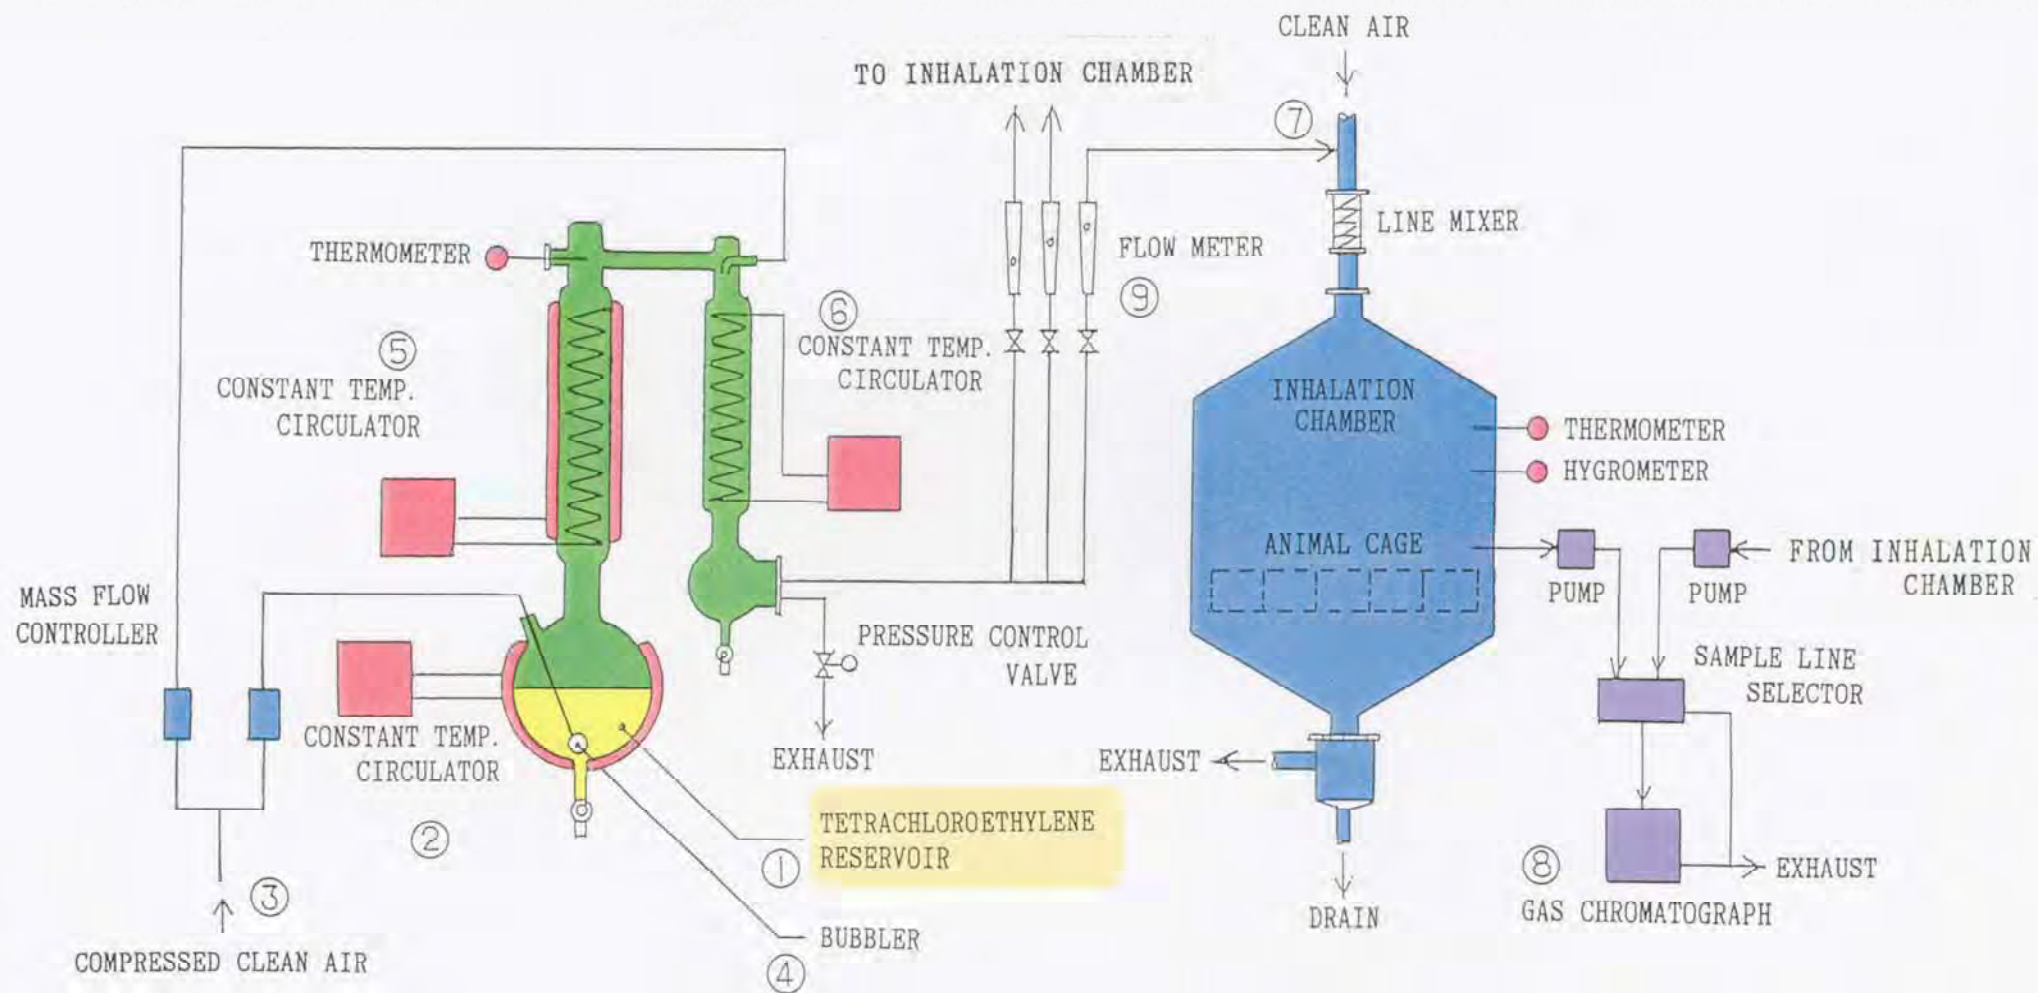 CLEAN AIR
TO INHALATION CHAMBER
⑦
LINE MIXER
THERMOMETER
FLOW METER
⑨
⑥
CONSTANT TEMP.
CIRCULATOR
⑤
CONSTANT TEMP.
CIRCULATOR
INHALATION
CHAMBER
THERMOMETER
HYGROMETER
ANIMAL CAGE
FROM INHALATION
CHAMBER
PUMP
PUMP
MASS FLOW
CONTROLLER
PRESSURE CONTROL
VALVE
SAMPLE LINE
SELECTOR
CONSTANT TEMP.
CIRCULATOR
②
EXHAUST
EXHAUST
TETRACHLOROETHYLENE
RESERVOIR
①
⑧
EXHAUST
GAS CHROMATOGRAPH
DRAIN
③
BUBBLER
④
COMPRESSED CLEAN AIR